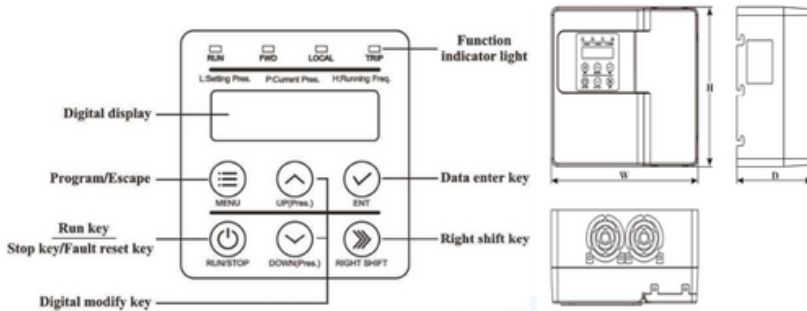 RUN FWD LOCAL TRIP
Function
indicator light
L:Setting Pres. P:Current Pres. H:Running Freq.
Digital display
Program/Escape
Data enter key
MENU UP(Pres.) ENT
Run key
Stop key/Fault reset key
Right shift key
RUN/STOP DOWN(Pres.) RIGHT SHIFT
Digital modify key
H
W
D